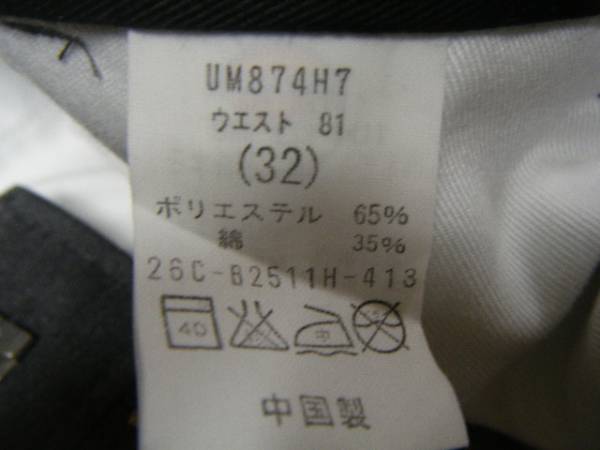 UM874H7
ウエスト 81
(32)
ポリエステル 65%
綿 35%
26C-B2511H-413
40 中
中国製